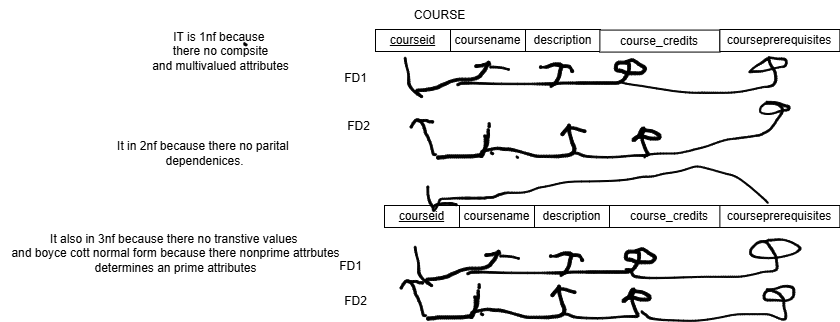 COURSE
IT is 1nf because
there no compsite
and multivalued attributes
courseid coursename description course_credits courseprerequisites
FD1
FD2
It in 2nf because there no parital
dependenices.
courseid coursename description course_credits courseprerequisites
It also in 3nf because there no transtive values
and boyce cott normal form because there nonprime attrbutes
determines an prime attributes
FD1
FD2